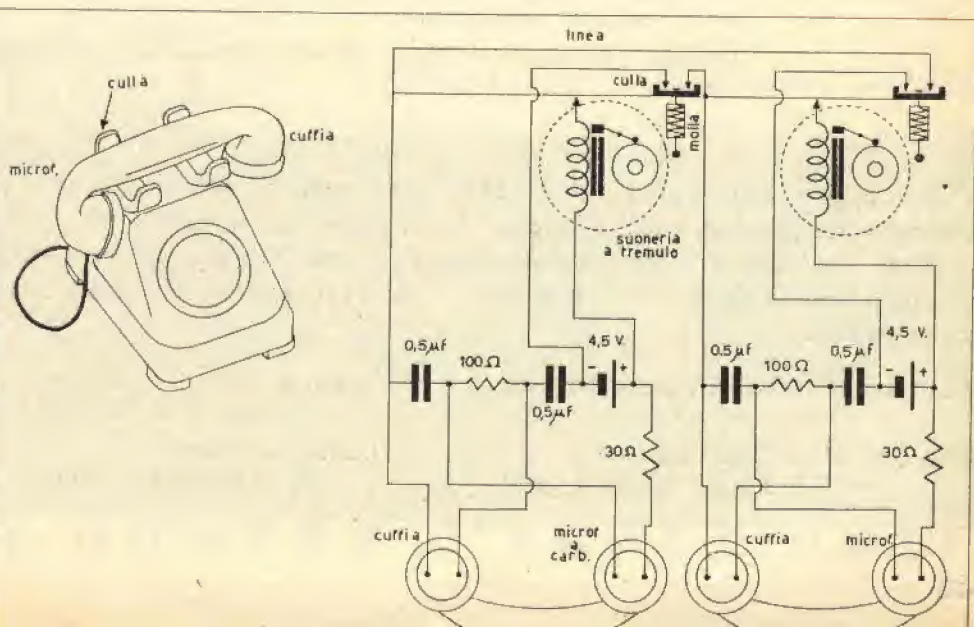 culla
cuffia
microf.
linea
culla
molla
suoneria
a tremulo
0,5µF
100Ω
0,5µF
4,5 V.
-
+
30Ω
cuffia
microf
a
carb.
0,5µF
100Ω
0,5µF
4,5 V.
-
+
30Ω
cuffia
microf.